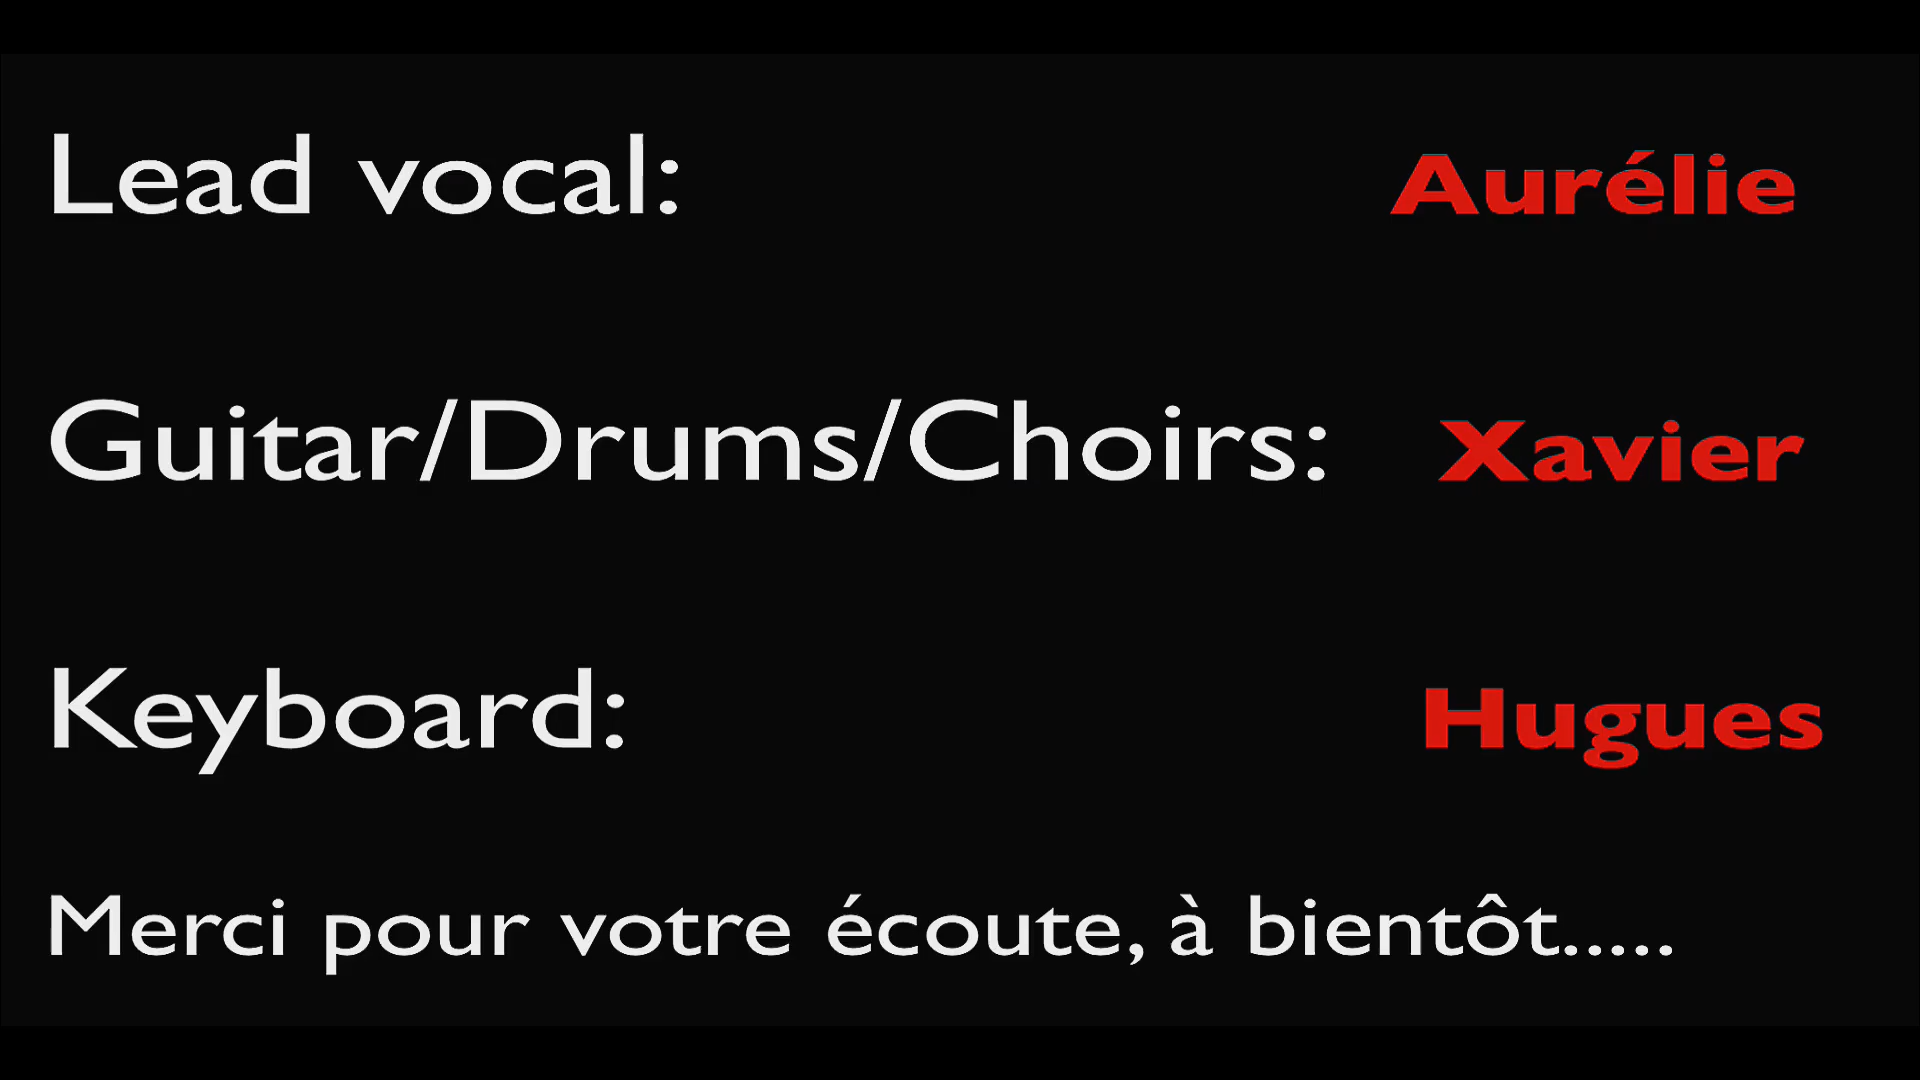 Lead vocal: Aurélie
Guitar/Drums/Choirs: Xavier
Keyboard: Hugues
Merci pour votre écoute, à bientôt.....